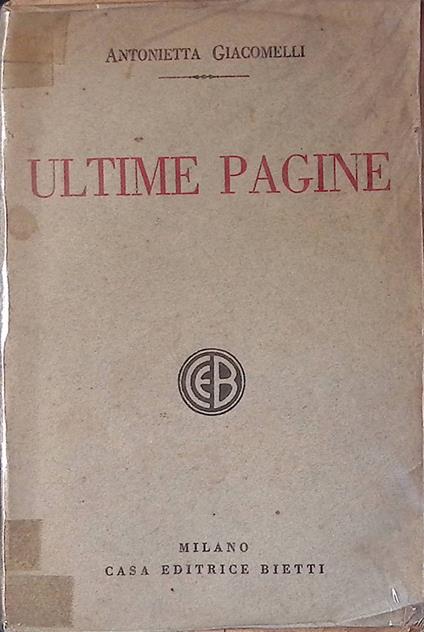 ANTONIETTA GIACOMELLI
ULTIME PAGINE
CEB
MILANO
CASA EDITRICE BIETTI